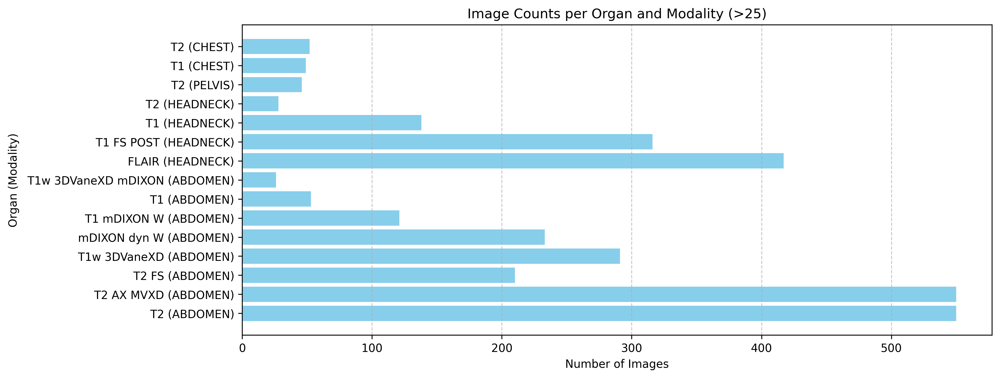 Image Counts per Organ and Modality (>25)
Organ (Modality)
T2 (CHEST)
T1 (CHEST)
T2 (PELVIS)
T2 (HEADNECK)
T1 (HEADNECK)
T1 FS POST (HEADNECK)
FLAIR (HEADNECK)
T1w 3DVaneXD mDIXON (ABDOMEN)
T1 (ABDOMEN)
T1 mDIXON W (ABDOMEN)
mDIXON dyn W (ABDOMEN)
T1w 3DVaneXD (ABDOMEN)
T2 FS (ABDOMEN)
T2 AX MVXD (ABDOMEN)
T2 (ABDOMEN)
0 100 200 300 400 500
Number of Images